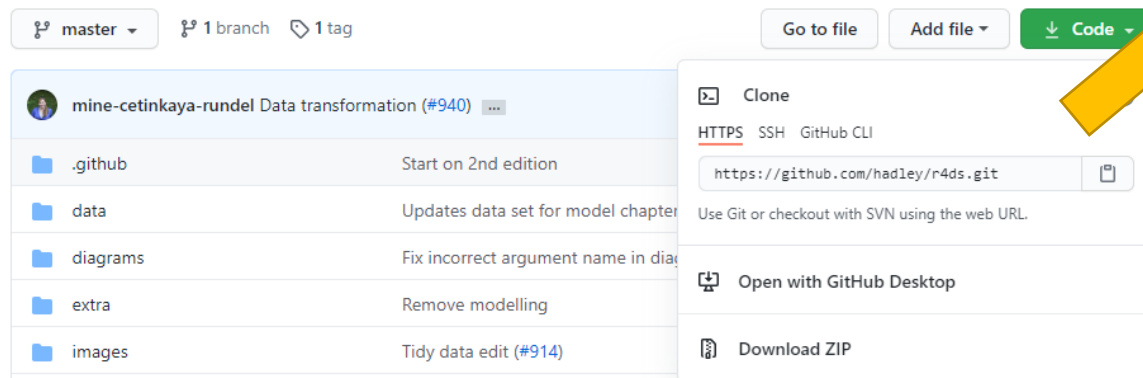 master 1 branch 1 tag Go to file Add file Code
mine-cetinkaya-rundel Data transformation (#940) ...
Clone
HTTPS SSH GitHub CLI
https://github.com/hadley/r4ds.git
Use Git or checkout with SVN using the web URL.
Open with GitHub Desktop
Download ZIP
.github Start on 2nd edition
data Updates data set for model chapter
diagrams Fix incorrect argument name in
extra Remove modelling
images Tidy data edit (#914)